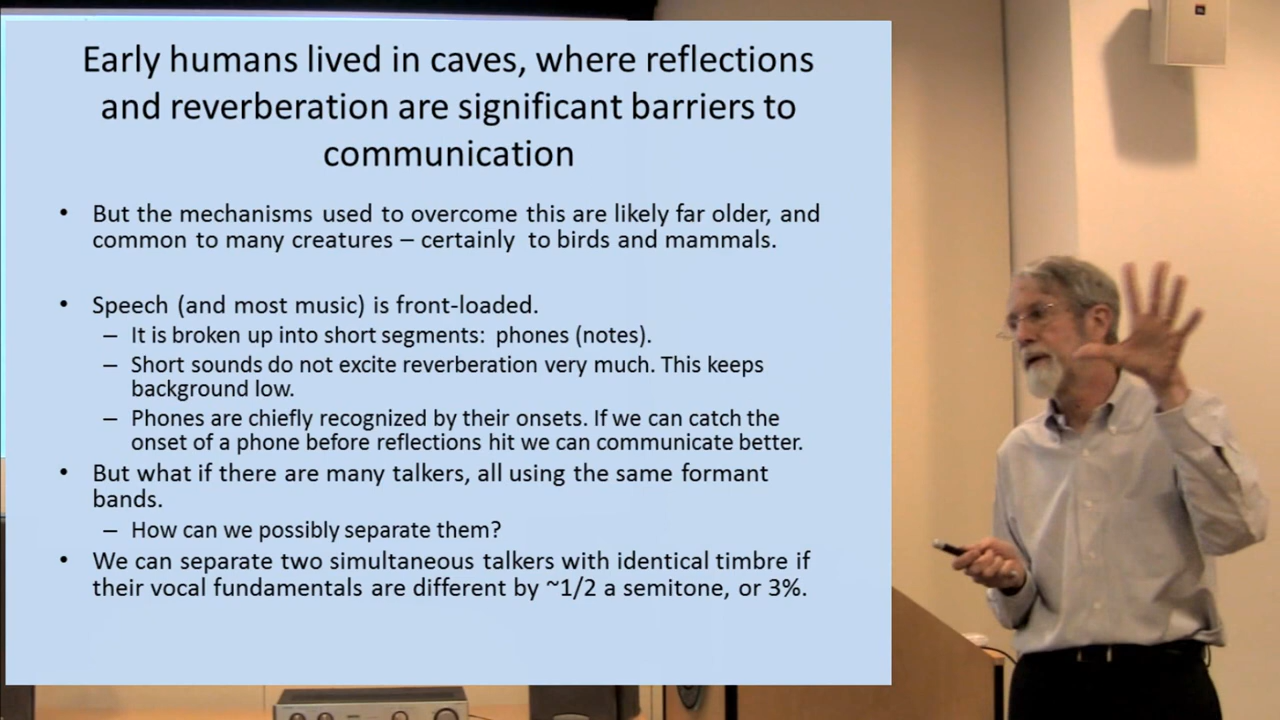 Early humans lived in caves, where reflections
and reverberation are significant barriers to
communication
• But the mechanisms used to overcome this are likely far older, and
common to many creatures – certainly to birds and mammals.
• Speech (and most music) is front-loaded.
– It is broken up into short segments: phones (notes).
– Short sounds do not excite reverberation very much. This keeps
background low.
– Phones are chiefly recognized by their onsets. If we can catch the
onset of a phone before reflections hit we can communicate better.
• But what if there are many talkers, all using the same formant
bands.
– How can we possibly separate them?
• We can separate two simultaneous talkers with identical timbre if
their vocal fundamentals are different by ~1/2 a semitone, or 3%.